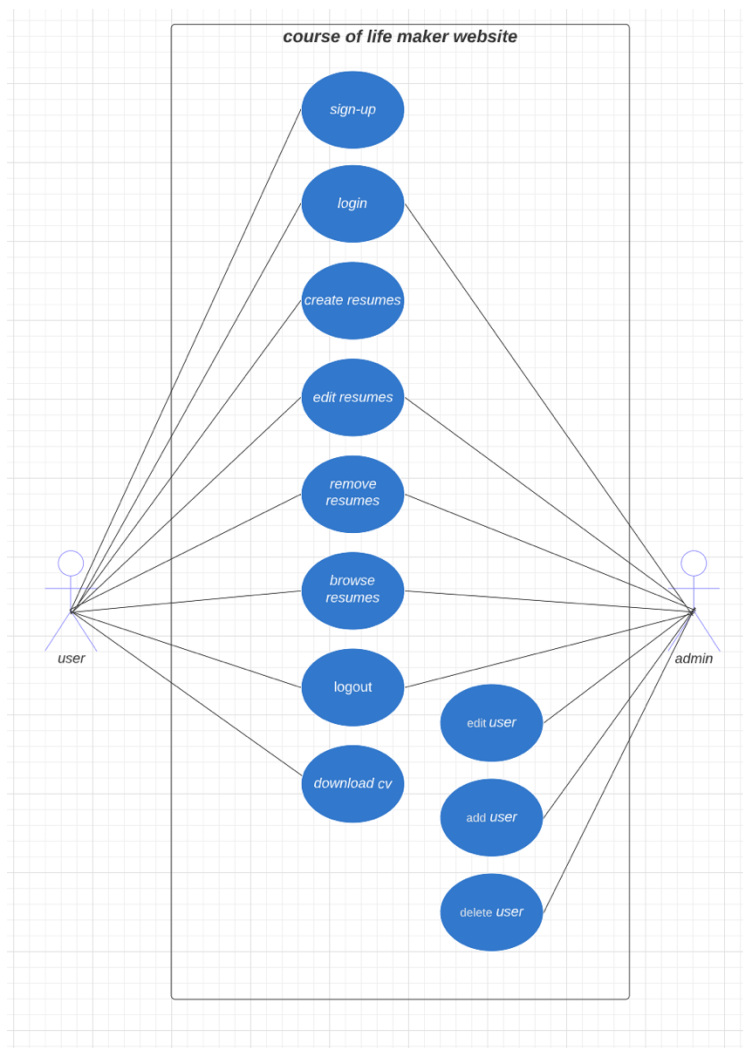 course of life maker website
sign-up
login
create resumes
edit resumes
remove
resumes
browse
resumes
user
admin
logout
edit user
download cv
add user
delete user